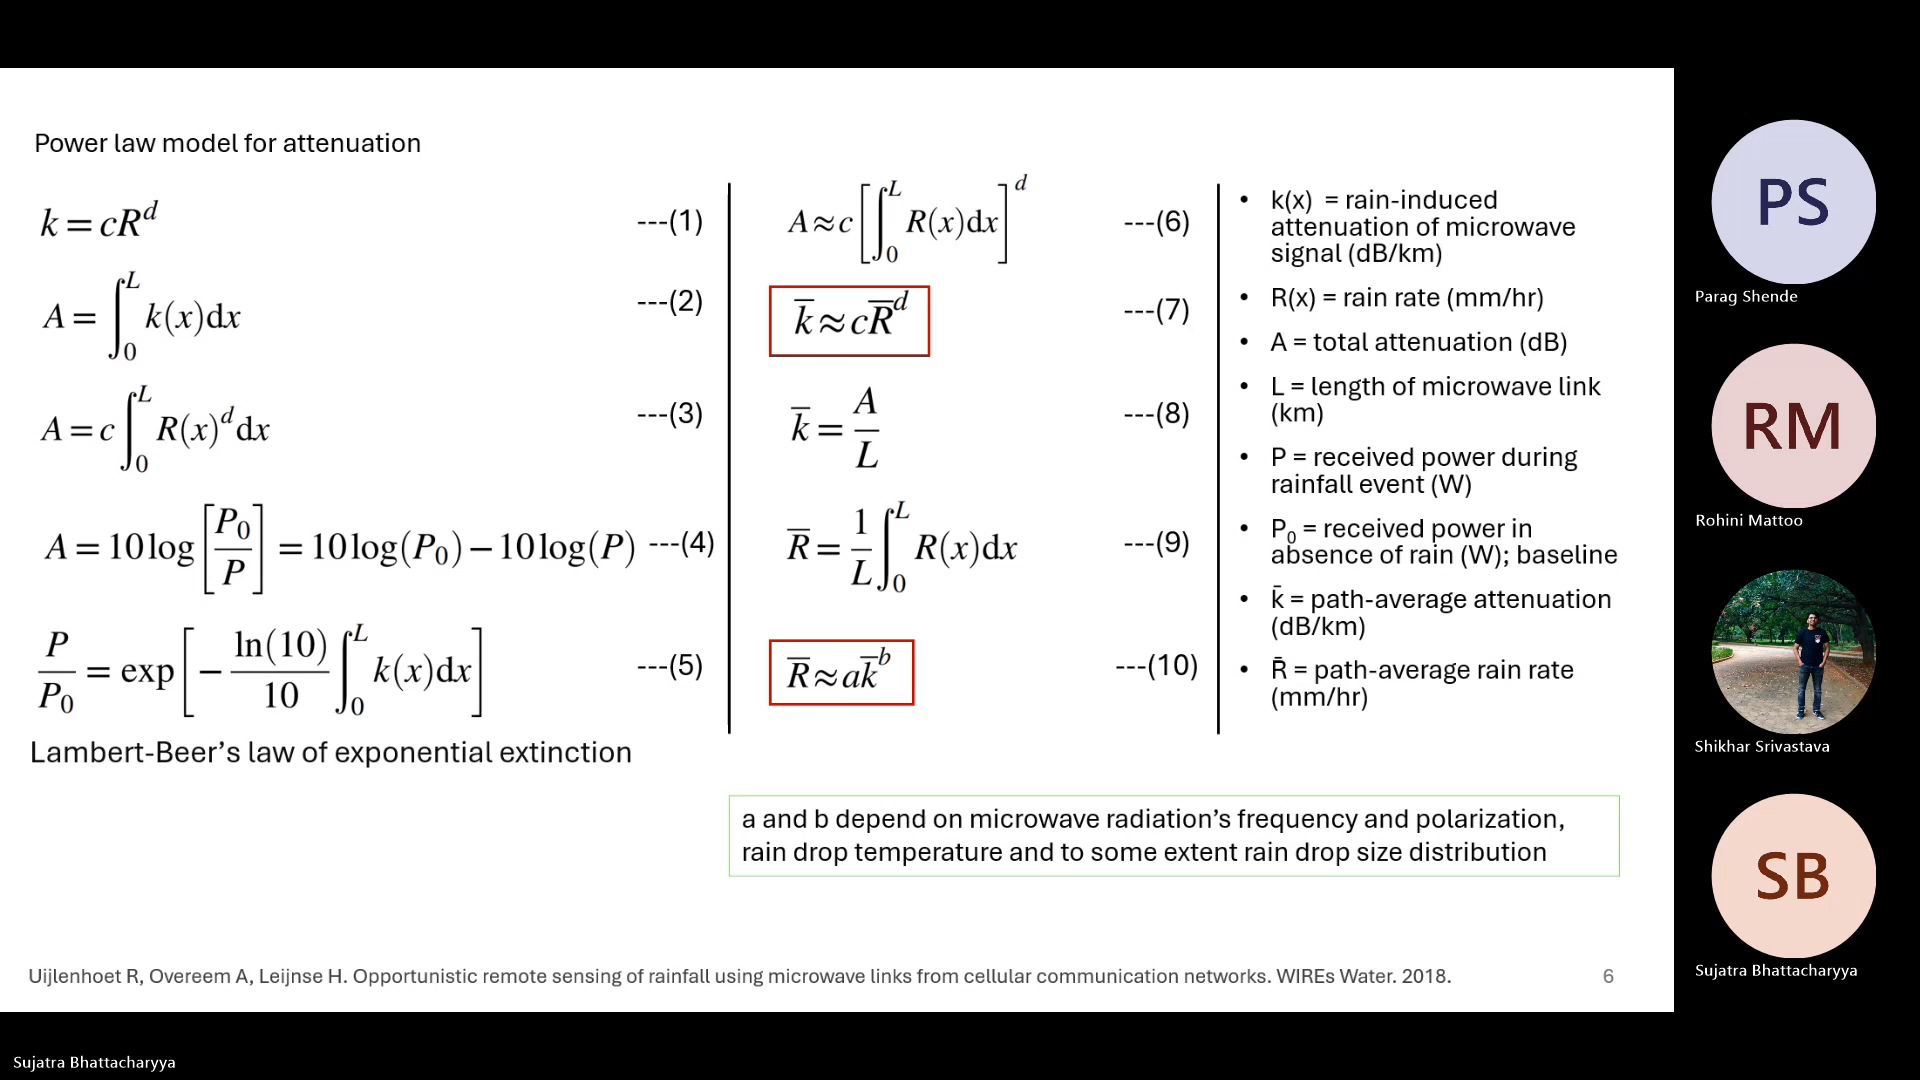 Power law model for attenuation
k = cR^d ---(1)
A = ∫_0^L k(x)dx ---(2)
A = c ∫_0^L R(x)^d dx ---(3)
A = 10 log [P_0/P] = 10 log(P_0) − 10 log(P) ---(4)
P/P_0 = exp[− ln(10)/10 ∫_0^L k(x)dx] ---(5)
Lambert-Beer’s law of exponential extinction
A ≈ c [∫_0^L R(x)dx]^d ---(6)
k̄ ≈ cR̄^d ---(7)
k̄ = A/L ---(8)
R̄ = 1/L ∫_0^L R(x)dx ---(9)
R̄ ≈ ak̄^b ---(10)
• k(x) = rain-induced
attenuation of microwave
signal (dB/km)
• R(x) = rain rate (mm/hr)
• A = total attenuation (dB)
• L = length of microwave link
(km)
• P = received power during
rainfall event (W)
• P₀ = received power in
absence of rain (W); baseline
• k̄ = path-average attenuation
(dB/km)
• R̄ = path-average rain rate
(mm/hr)
a and b depend on microwave radiation’s frequency and polarization,
rain drop temperature and to some extent rain drop size distribution
Uijlenhoet R, Overeem A, Leijnse H. Opportunistic remote sensing of rainfall using microwave links from cellular communication networks. WIREs Water. 2018.
6
PS
Parag Shende
RM
Rohini Mattoo
Shikhar Srivastava
SB
Sujatra Bhattacharyya
Sujatra Bhattacharyya